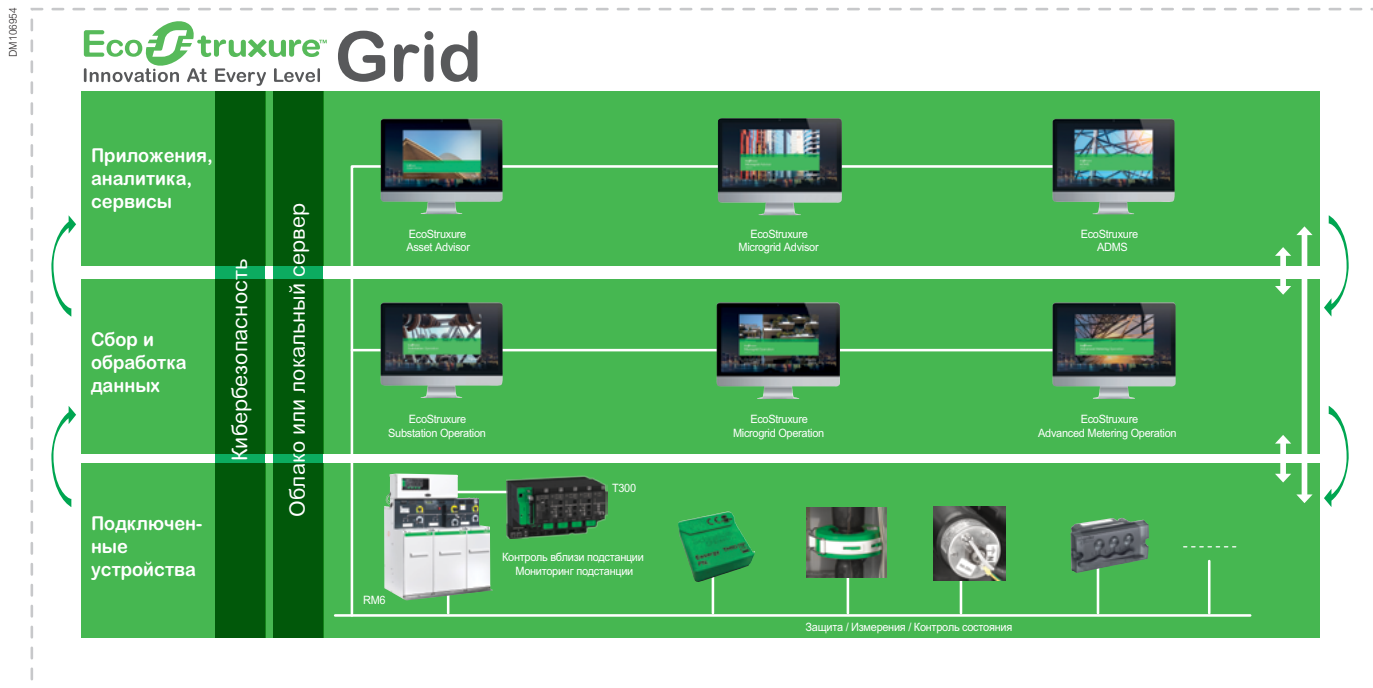 DM106954
EcoStruxure™ Grid
Innovation At Every Level
Приложения,
аналитика,
сервисы
Кибербезопасность
Облако или локальный сервер
EcoStruxure
Asset Advisor
EcoStruxure
Microgrid Advisor
EcoStruxure
ADMS
Сбор и
обработка
данных
EcoStruxure
Substation Operation
EcoStruxure
Microgrid Operation
EcoStruxure
Advanced Metering Operation
Подключен-
ные
устройства
T300
Контроль вблизи подстанции
Мониторинг подстанции
RM6
Защита / Измерения / Контроль состояния